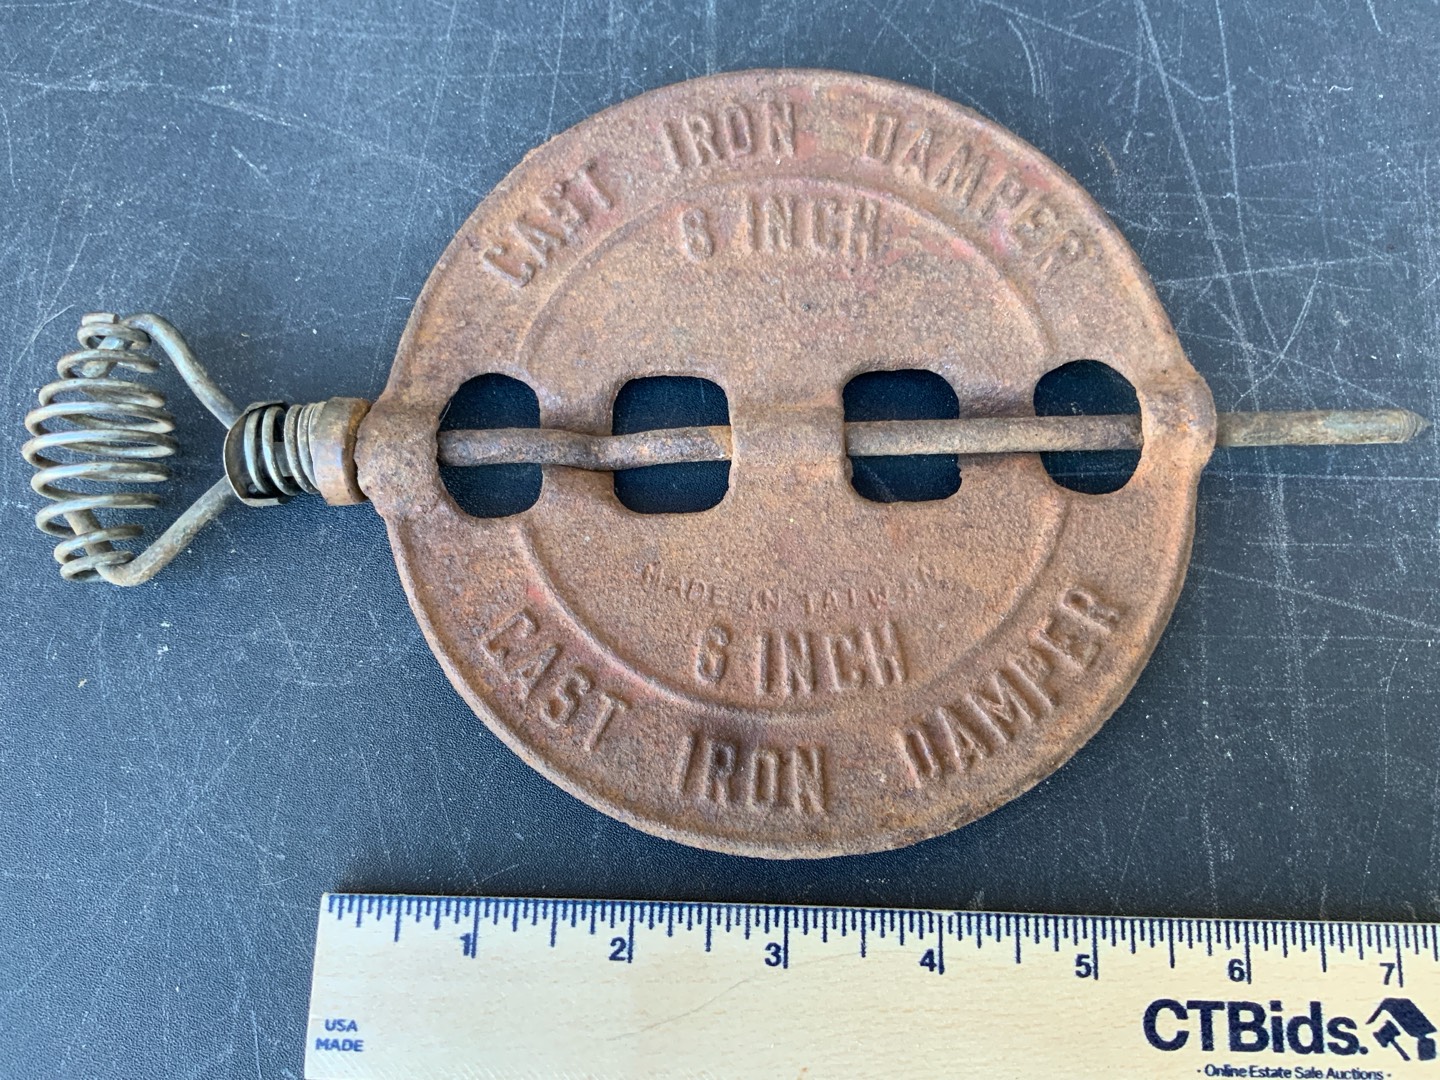 CAST IRON DAMPER
6 INCH
MADE IN TAIWAN
6 INCH
CAST IRON DAMPER
1 2 3 4 5 6 7
USA
MADE
CTBids.
· Online Estate Sale Auctions ·